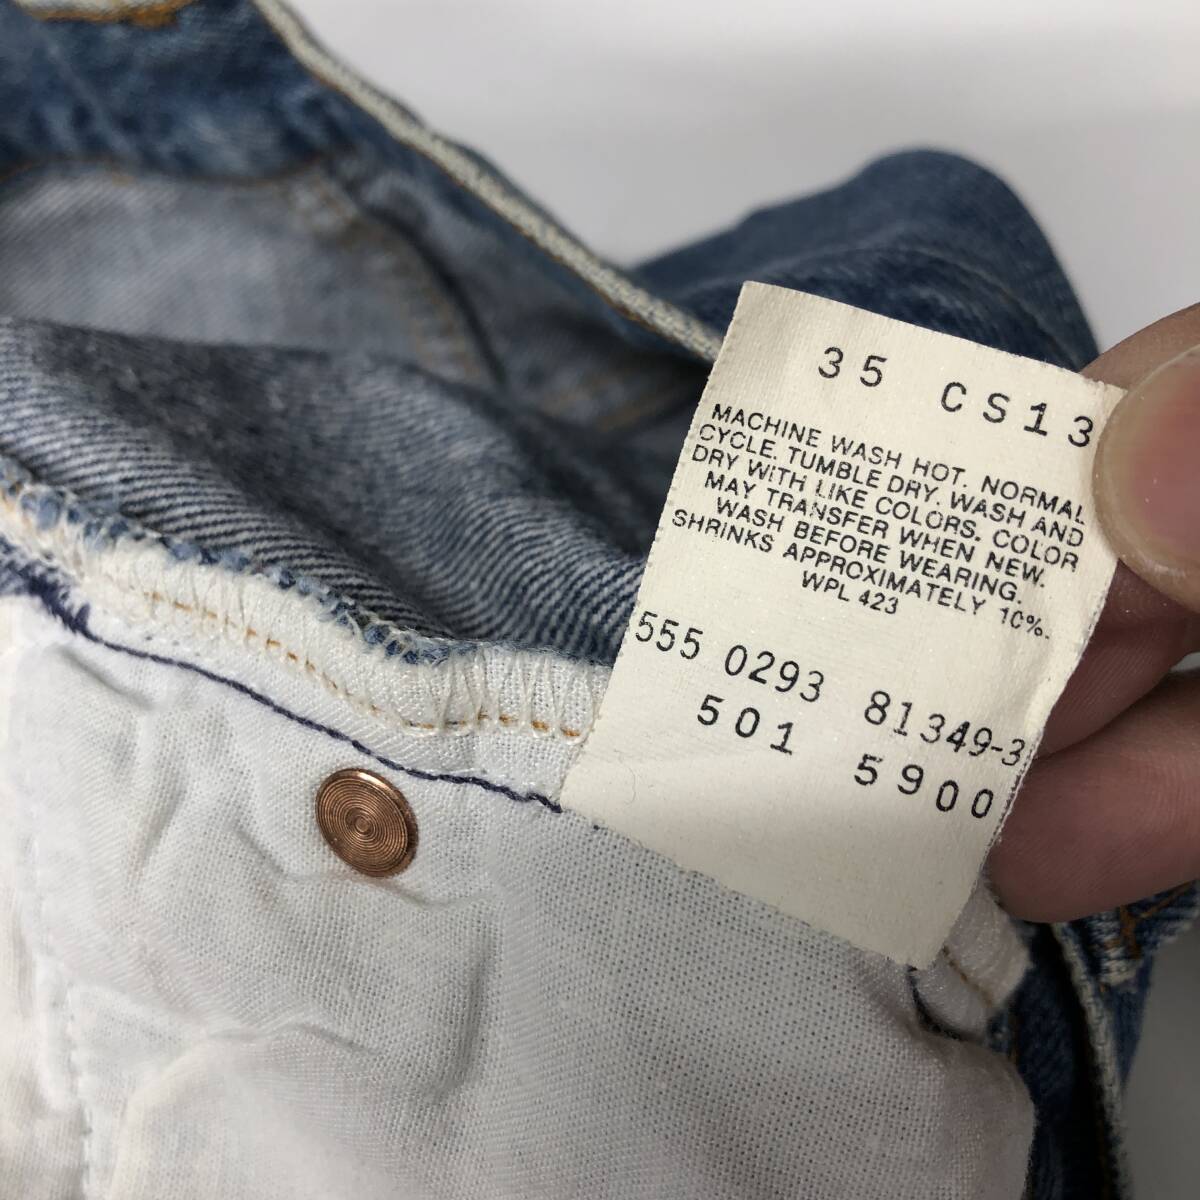 35 CS13
MACHINE WASH HOT. NORMAL
CYCLE. TUMBLE DRY. WASH AND
DRY WITH LIKE COLORS. COLOR
MAY TRANSFER WHEN NEW.
WASH BEFORE WEARING.
SHRINKS APPROXIMATELY 10%.
WPL 423
555 0293 81349-3
501 5900